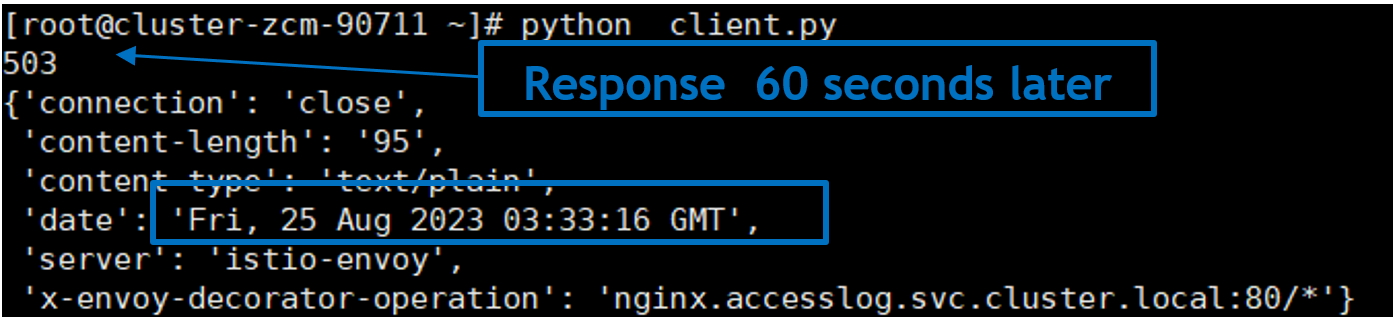 [root@cluster-zcm-90711 ~]# python  client.py
503
Response  60 seconds later
{'connection': 'close',
 'content-length': '95',
 'content-type': 'text/plain',
 'date': 'Fri, 25 Aug 2023 03:33:16 GMT',
 'server': 'istio-envoy',
 'x-envoy-decorator-operation': 'nginx.accesslog.svc.cluster.local:80/*'}